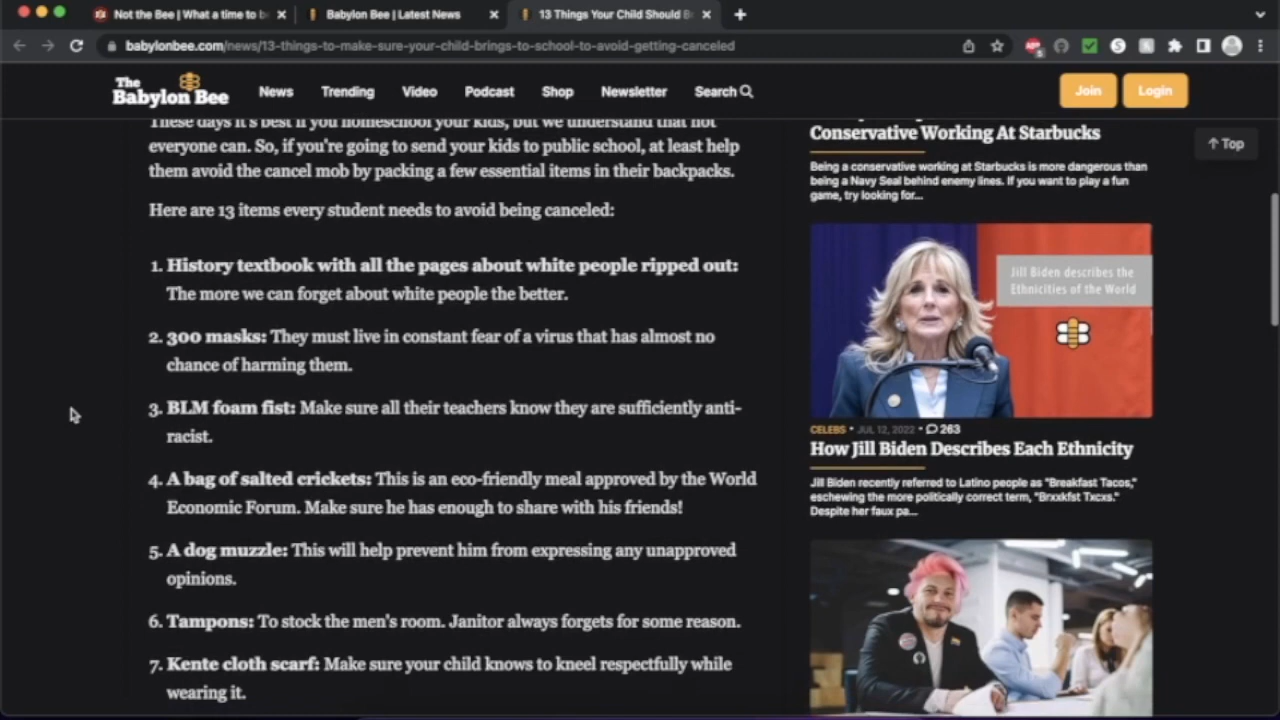 Not the Bee | What a time to b
Babylon Bee | Latest News
13 Things Your Child Should B
babylonbee.com/news/13-things-to-make-sure-your-child-brings-to-school-to-avoid-getting-canceled
The
Babylon Bee
News
Trending
Video
Podcast
Shop
Newsletter
Search
Join
Login
These days it's best if you homeschool your kids, but we understand that not
everyone can. So, if you're going to send your kids to public school, at least help
them avoid the cancel mob by packing a few essential items in their backpacks.
Here are 13 items every student needs to avoid being canceled:
1. History textbook with all the pages about white people ripped out:
The more we can forget about white people the better.
2. 300 masks: They must live in constant fear of a virus that has almost no
chance of harming them.
3. BLM foam fist: Make sure all their teachers know they are sufficiently anti-
racist.
4. A bag of salted crickets: This is an eco-friendly meal approved by the World
Economic Forum. Make sure he has enough to share with his friends!
5. A dog muzzle: This will help prevent him from expressing any unapproved
opinions.
6. Tampons: To stock the men's room. Janitor always forgets for some reason.
7. Kente cloth scarf: Make sure your child knows to kneel respectfully while
wearing it.
Conservative Working At Starbucks
Being a conservative working at Starbucks is more dangerous than
being a Navy Seal behind enemy lines. If you want to play a fun
game, try looking for...
↑ Top
Jill Biden describes the
Ethnicities of the World
CELEBS • JUL 12, 2022 • 263
How Jill Biden Describes Each Ethnicity
Jill Biden recently referred to Latino people as "Breakfast Tacos,"
eschewing the more politically correct term, "Brxxkfst Txcxs."
Despite her faux pa...